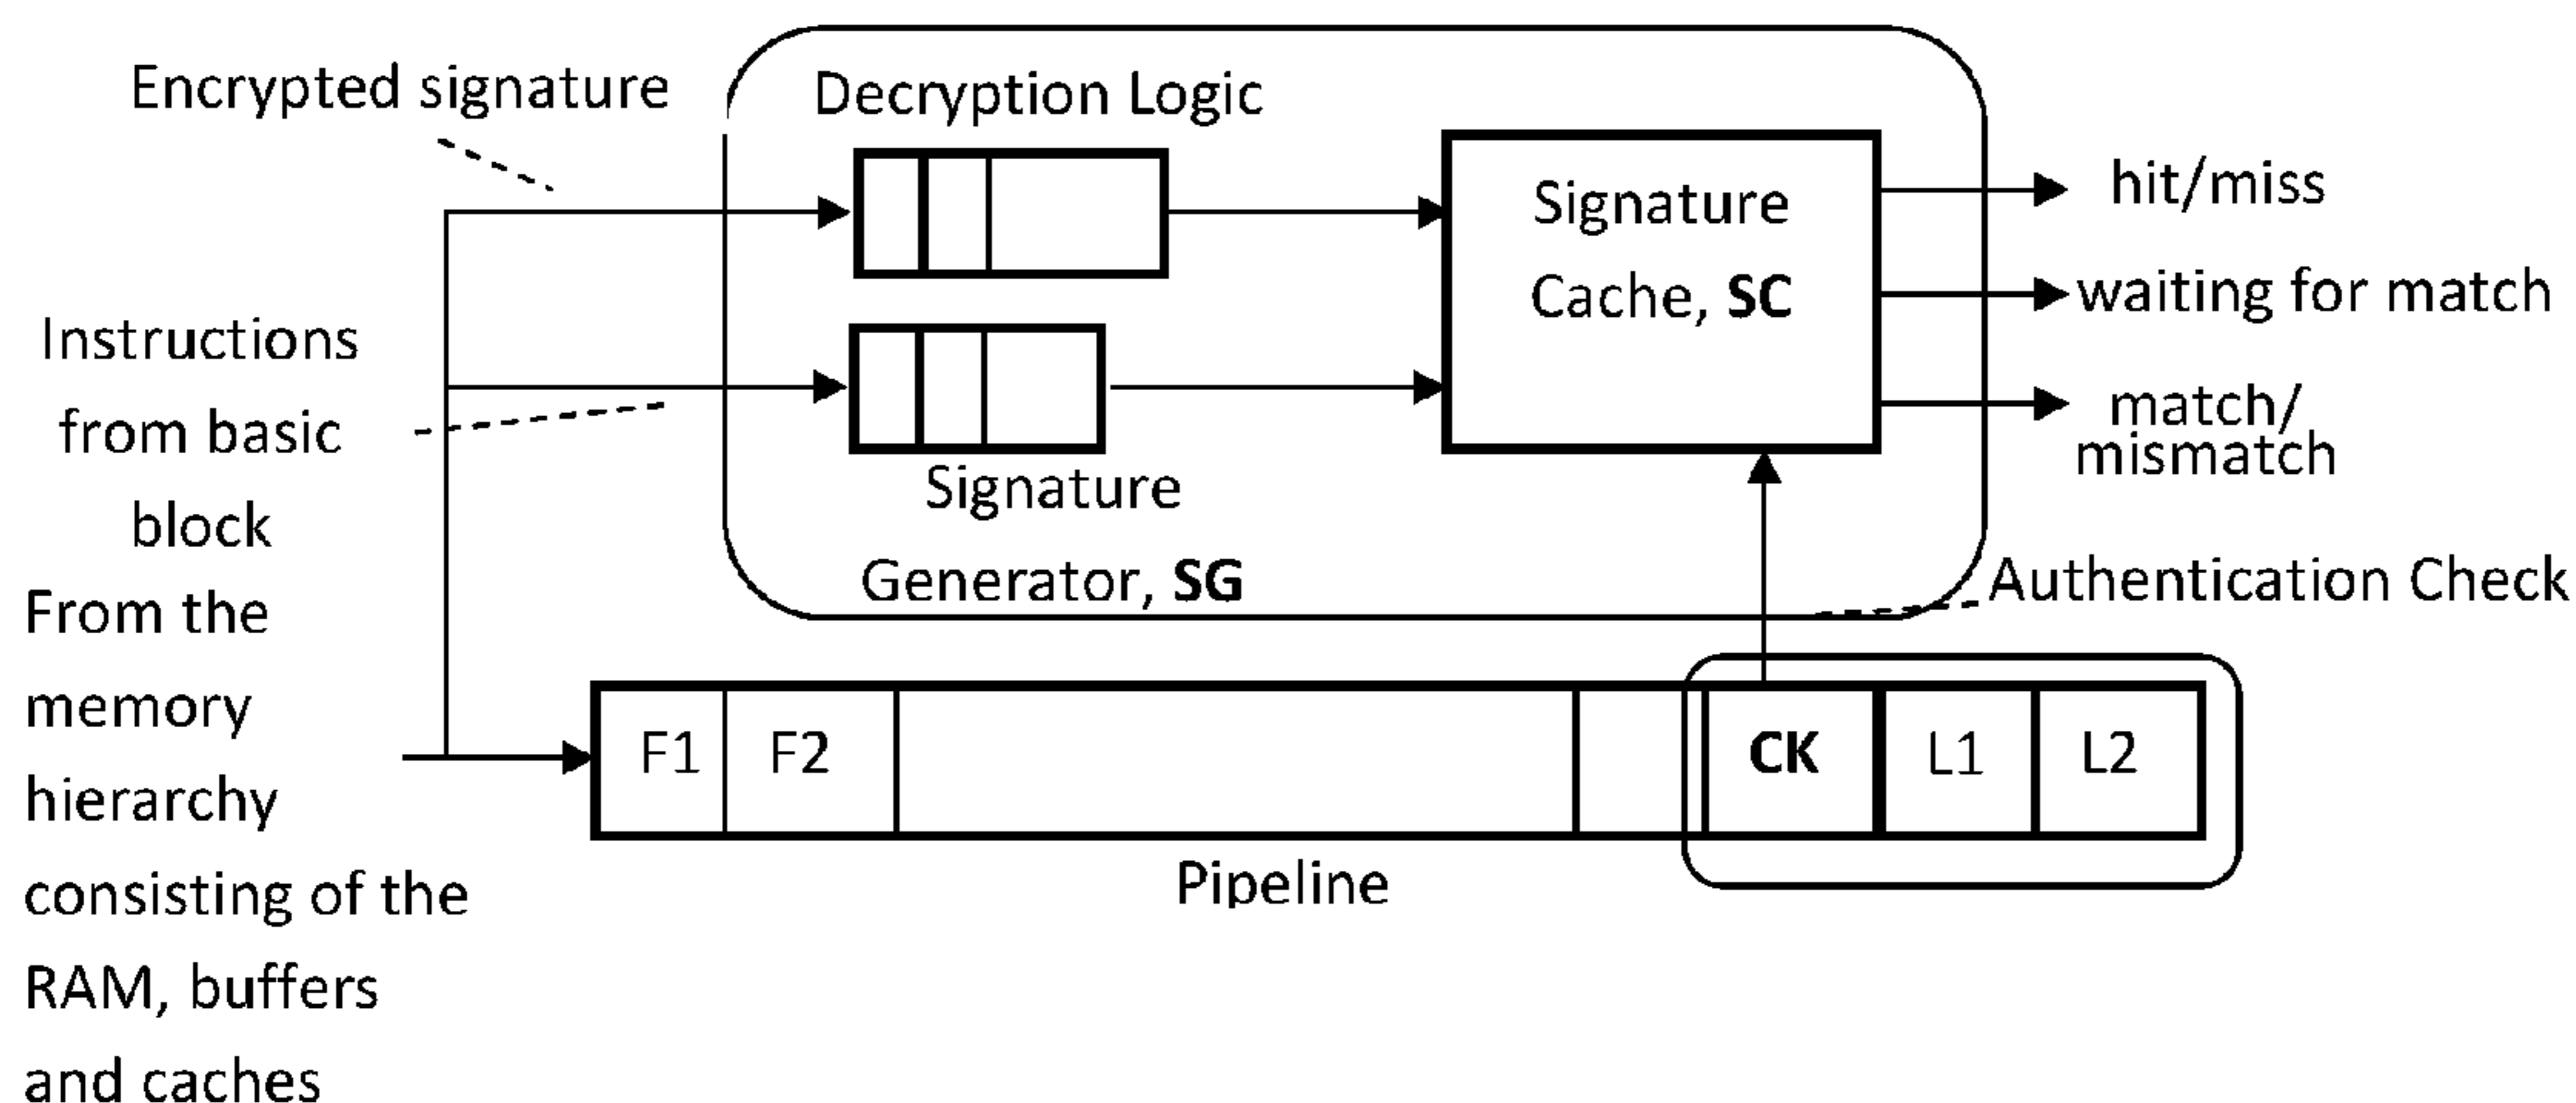 Encrypted signature
Decryption Logic
Signature
Cache, SC
hit/miss
waiting for match
match/
mismatch
Instructions
from basic
block
Signature
Generator, SG
Authentication Check
From the
memory
hierarchy
consisting of the
RAM, buffers
and caches
F1
F2
CK
L1
L2
Pipeline